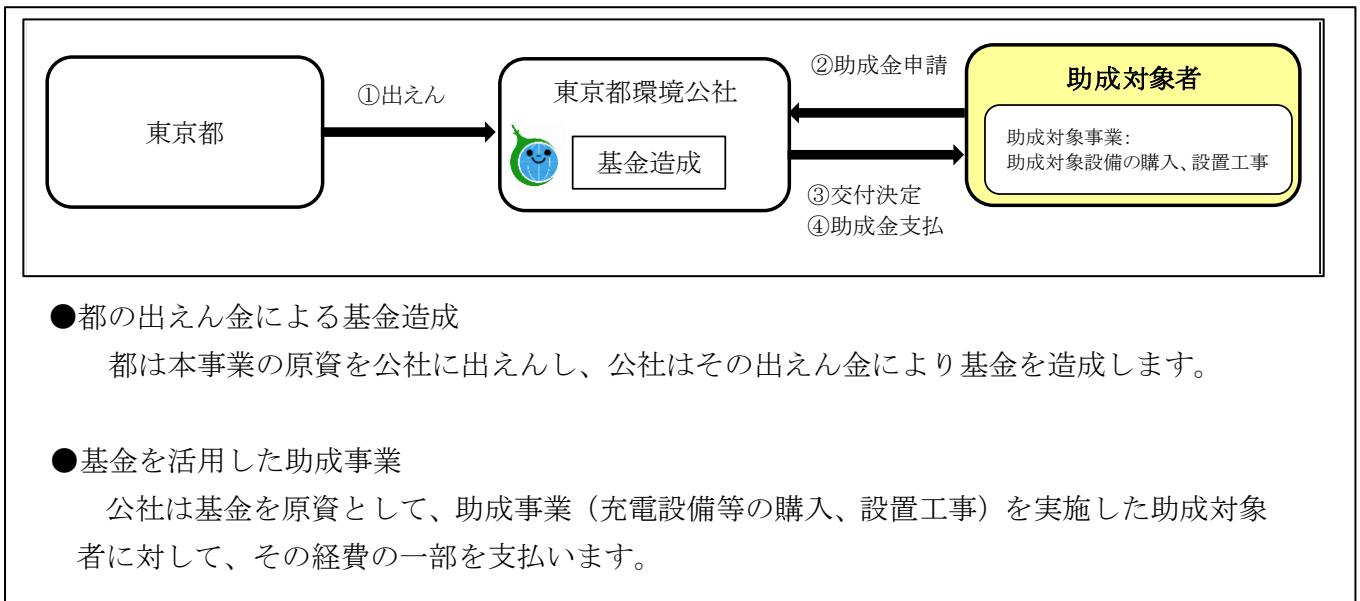 東京都
①出えん
東京都環境公社
基金造成
②助成金申請
③交付決定
④助成金支払
助成対象者
助成対象事業:
助成対象設備の購入、設置工事
●都の出えん金による基金造成
都は本事業の原資を公社に出えんし、公社はその出えん金により基金を造成します。
●基金を活用した助成事業
公社は基金を原資として、助成事業（充電設備等の購入、設置工事）を実施した助成対象
者に対して、その経費の一部を支払います。